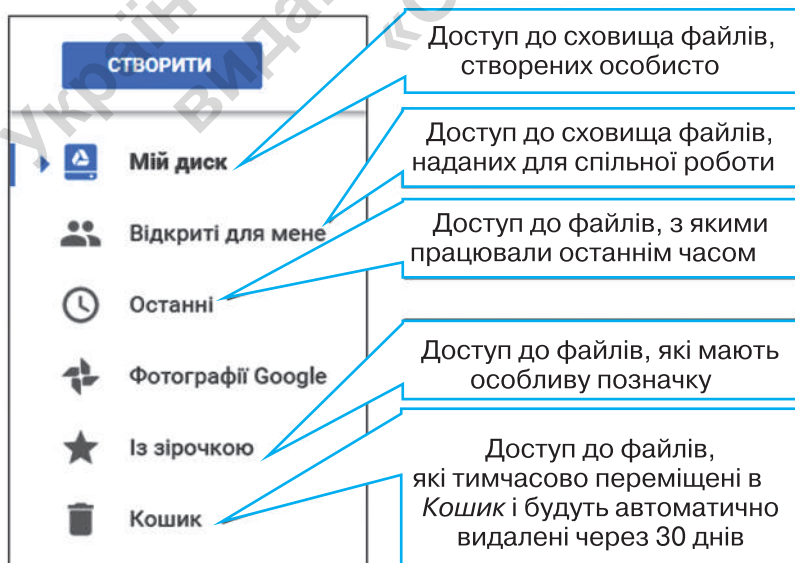 СТВОРИТИ
Мій диск
Відкриті для мене
Останні
Фотографії Google
Із зірочкою
Кошик
Доступ до сховища файлів,
створених особисто
Доступ до сховища файлів,
наданих для спільної роботи
Доступ до файлів, з якими
працювали останнім часом
Доступ до файлів, які мають
особливу позначку
Доступ до файлів,
які тимчасово переміщені в
Кошик і будуть автоматично
видалені через 30 днів